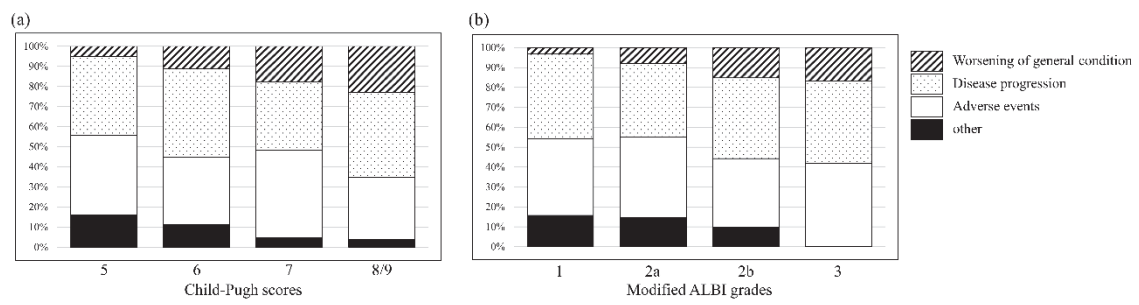 (a)
100%
90%
80%
70%
60%
50%
40%
30%
20%
10%
0%
5 6 7 8/9
Child-Pugh scores
(b)
100%
90%
80%
70%
60%
50%
40%
30%
20%
10%
0%
1 2a 2b 3
Modified ALBI grades
Worsening of general condition
Disease progression
Adverse events
other